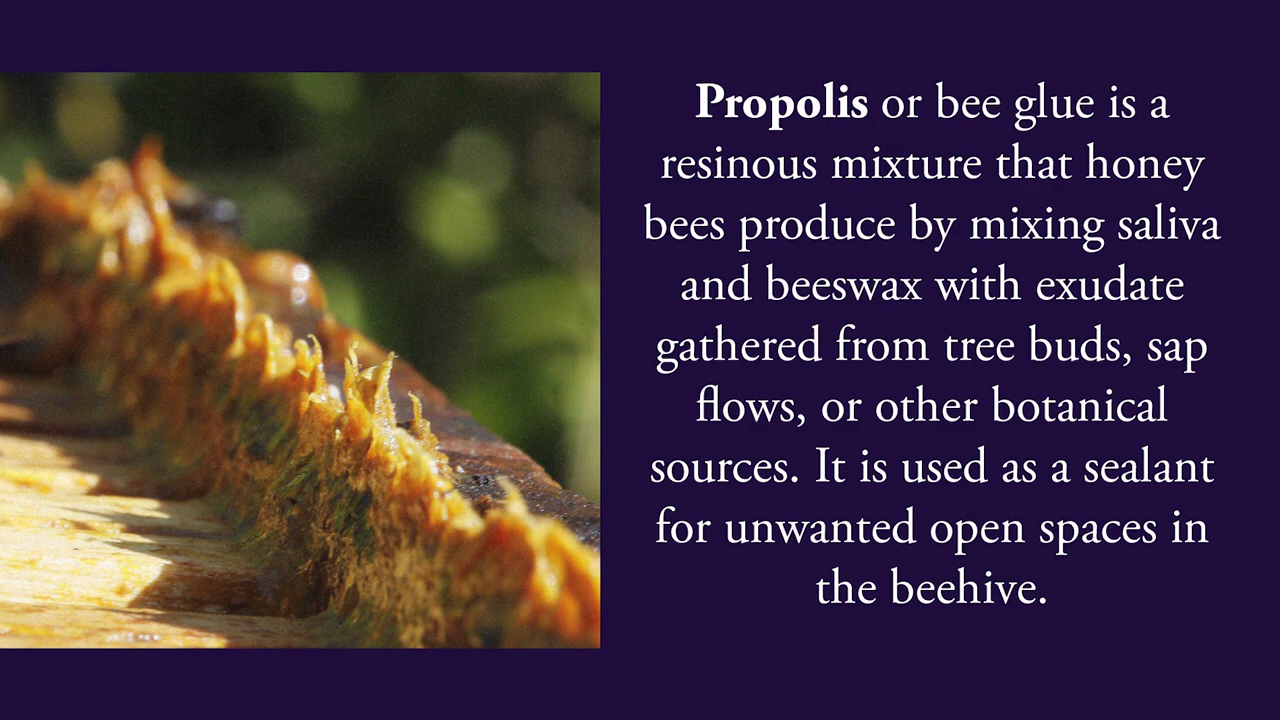 Propolis or bee glue is a
resinous mixture that honey
bees produce by mixing saliva
and beeswax with exudate
gathered from tree buds, sap
flows, or other botanical
sources. It is used as a sealant
for unwanted open spaces in
the beehive.